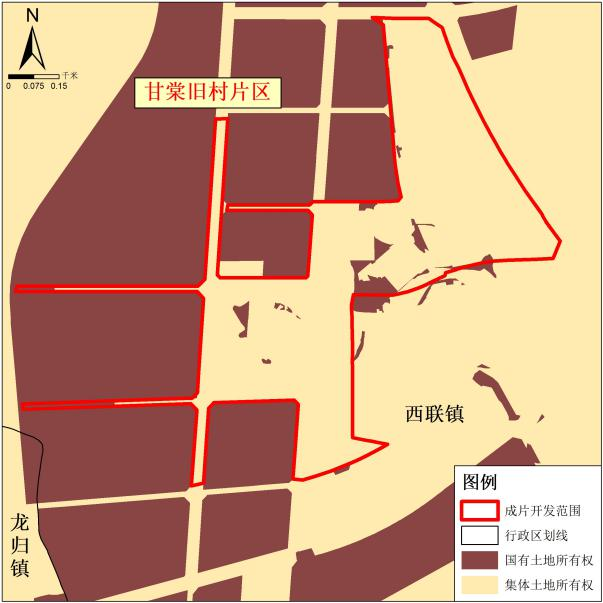 N
千米
0 0.075 0.15
甘棠旧村片区
西联镇
龙归镇
图例
成片开发范围
行政区划线
国有土地所有权
集体土地所有权